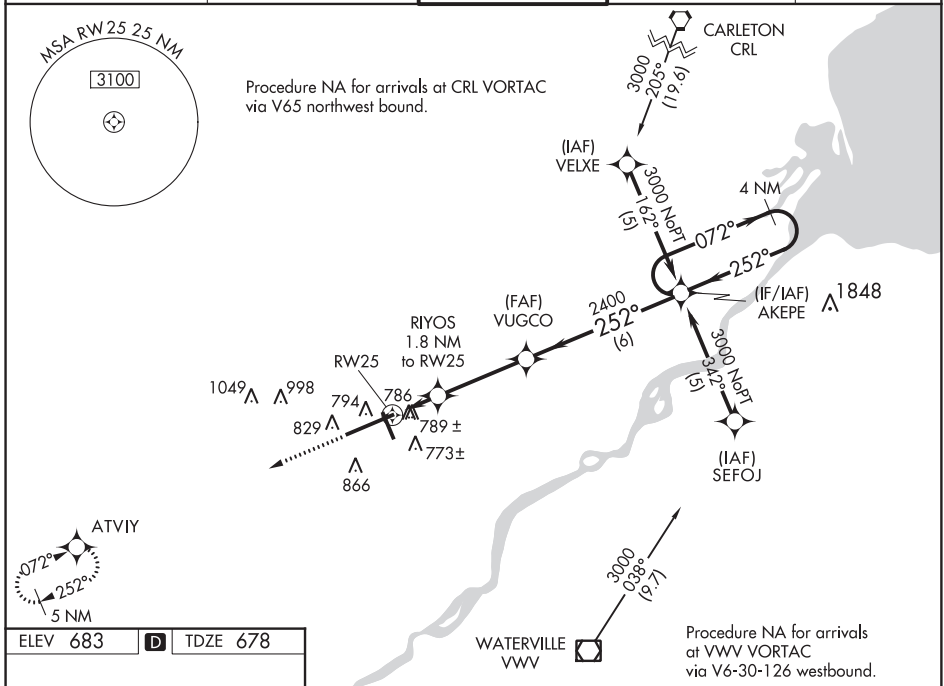 MSA RW25 25 NM
3100
Procedure NA for arrivals at CRL VORTAC
via V65 northwest bound.
CARLETON
CRL
3000
205°
(19.6)
(IAF)
VELXE
3000 NoPT
162°
(5)
4 NM
072°
252°
(IF/IAF)
AKEPE
1848
(FAF)
VUGCO
2400
252°
(6)
RIYOS
1.8 NM
to RW25
RW25
1049
998
794
786
829
789 ±
773±
866
3000 NoPT
342°
(5)
(IAF)
SEFOJ
ATVIY
072°
252°
5 NM
3000
038°
(9.7)
WATERVILLE
VWV
Procedure NA for arrivals
at VWV VORTAC
via V6-30-126 westbound.
ELEV 683 D TDZE 678